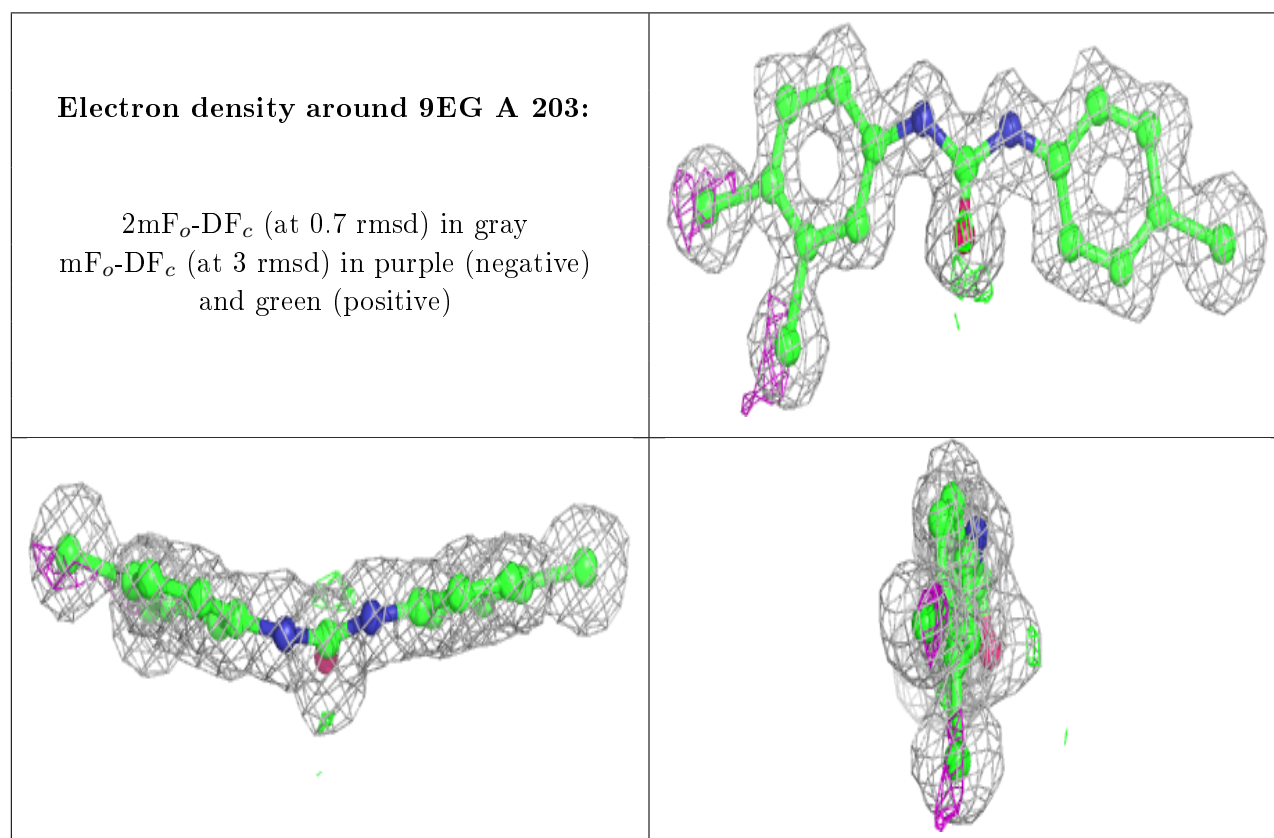 Electron density around 9EG A 203:
2mFₒ-DF𝒸 (at 0.7 rmsd) in gray
mFₒ-DF𝒸 (at 3 rmsd) in purple (negative)
and green (positive)